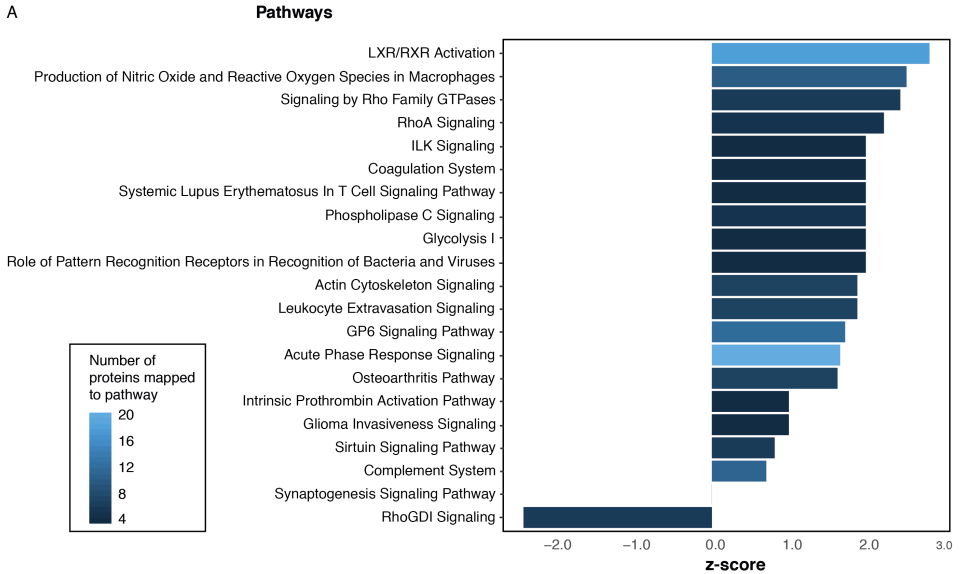 A
Pathways
LXR/RXR Activation
Production of Nitric Oxide and Reactive Oxygen Species in Macrophages
Signaling by Rho Family GTPases
RhoA Signaling
ILK Signaling
Coagulation System
Systemic Lupus Erythematosus In T Cell Signaling Pathway
Phospholipase C Signaling
Glycolysis I
Role of Pattern Recognition Receptors in Recognition of Bacteria and Viruses
Actin Cytoskeleton Signaling
Leukocyte Extravasation Signaling
GP6 Signaling Pathway
Acute Phase Response Signaling
Osteoarthritis Pathway
Intrinsic Prothrombin Activation Pathway
Glioma Invasiveness Signaling
Sirtuin Signaling Pathway
Complement System
Synaptogenesis Signaling Pathway
RhoGDI Signaling
Number of
proteins mapped
to pathway
20
16
12
8
4
−2.0 −1.0 0.0 1.0 2.0 3.0
z-score